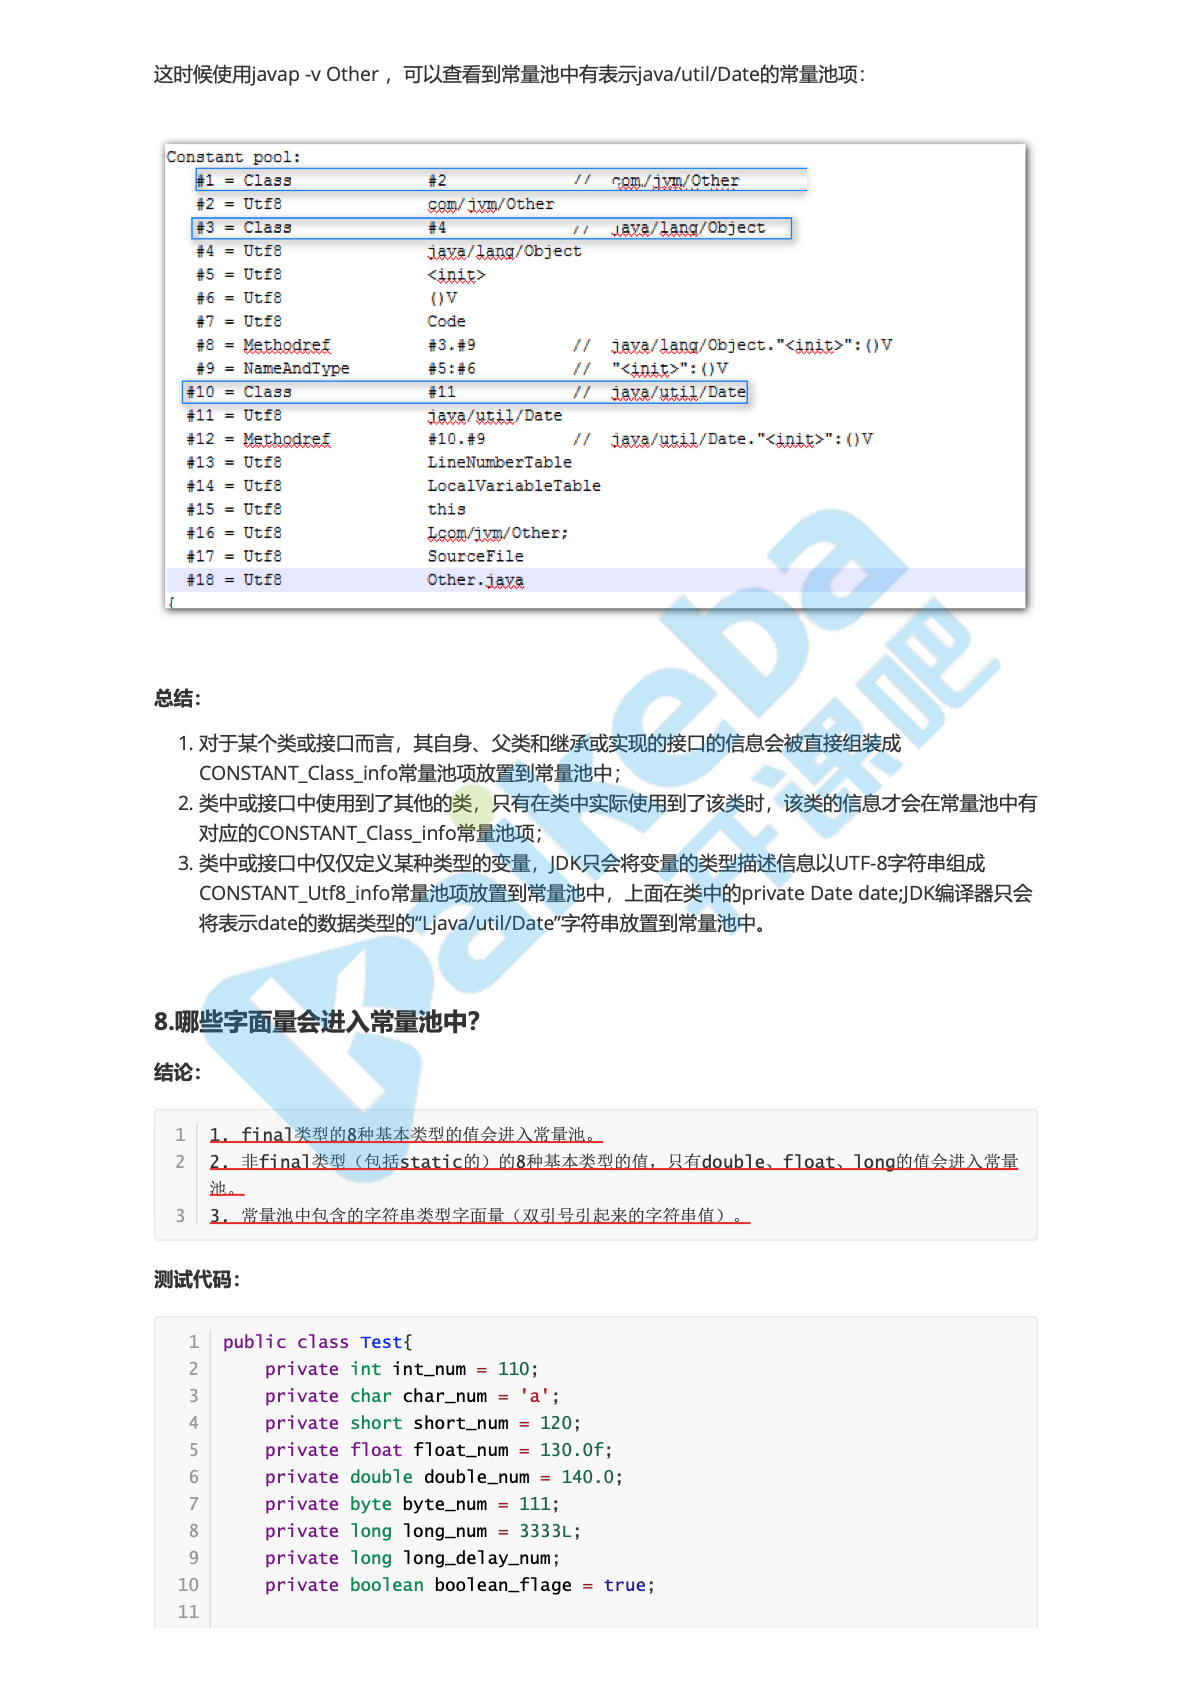 这时候使用javap -v Other ，可以查看到常量池中有表示java/util/Date的常量池项：
Constant pool:
#1 = Class #2 // com/jvm/Other
#2 = Utf8 com/jvm/Other
#3 = Class #4 // java/lang/Object
#4 = Utf8 java/lang/Object
#5 = Utf8 <init>
#6 = Utf8 ()V
#7 = Utf8 Code
#8 = Methodref #3.#9 // java/lang/Object."<init>":()V
#9 = NameAndType #5:#6 // "<init>":()V
#10 = Class #11 // java/util/Date
#11 = Utf8 java/util/Date
#12 = Methodref #10.#9 // java/util/Date."<init>":()V
#13 = Utf8 LineNumberTable
#14 = Utf8 LocalVariableTable
#15 = Utf8 this
#16 = Utf8 Lcom/jvm/Other;
#17 = Utf8 SourceFile
#18 = Utf8 Other.java
{
总结：
1. 对于某个类或接口而言，其自身、父类和继承或实现的接口的信息会被直接组装成
CONSTANT_Class_info常量池项放置到常量池中；
2. 类中或接口中使用到了其他的类，只有在类中实际使用到了该类时，该类的信息才会在常量池中有
对应的CONSTANT_Class_info常量池项；
3. 类中或接口中仅仅定义某种类型的变量，JDK只会将变量的类型描述信息以UTF-8字符串组成
CONSTANT_Utf8_info常量池项放置到常量池中，上面在类中的private Date date;JDK编译器只会
将表示date的数据类型的“Ljava/util/Date”字符串放置到常量池中。
8.哪些字面量会进入常量池中？
结论：
1 1. final类型的8种基本类型的值会进入常量池。
2 2. 非final类型（包括static的）的8种基本类型的值，只有double、float、long的值会进入常量
池。
3 3. 常量池中包含的字符串类型字面量（双引号引起来的字符串值）。
测试代码：
1 public class Test{
2 private int int_num = 110;
3 private char char_num = 'a';
4 private short short_num = 120;
5 private float float_num = 130.0f;
6 private double double_num = 140.0;
7 private byte byte_num = 111;
8 private long long_num = 3333L;
9 private long long_delay_num;
10 private boolean boolean_flage = true;
11
kaikeba
开课吧